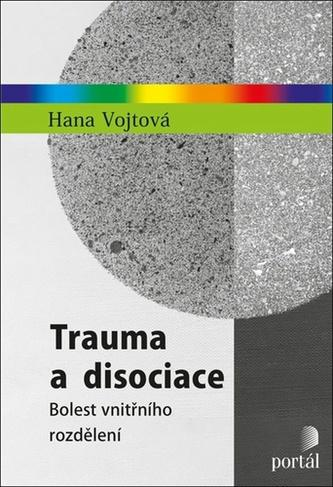 Hana Vojtová
Trauma
a disociace
Bolest vnitřního
rozdělení
portál